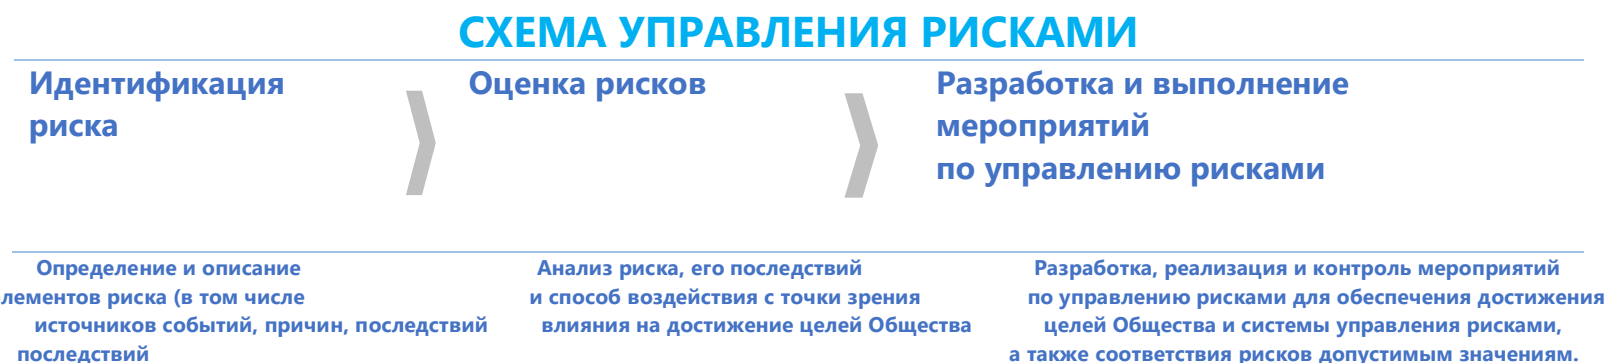 СХЕМА УПРАВЛЕНИЯ РИСКАМИ
Идентификация
риска
Оценка рисков
Разработка и выполнение
мероприятий
по управлению рисками
Определение и описание
лементов риска (в том числе
источников событий, причин, последствий
последствий
Анализ риска, его последствий
и способ воздействия с точки зрения
влияния на достижение целей Общества
Разработка, реализация и контроль мероприятий
по управлению рисками для обеспечения достижения
целей Общества и системы управления рисками,
а также соответствия рисков допустимым значениям.